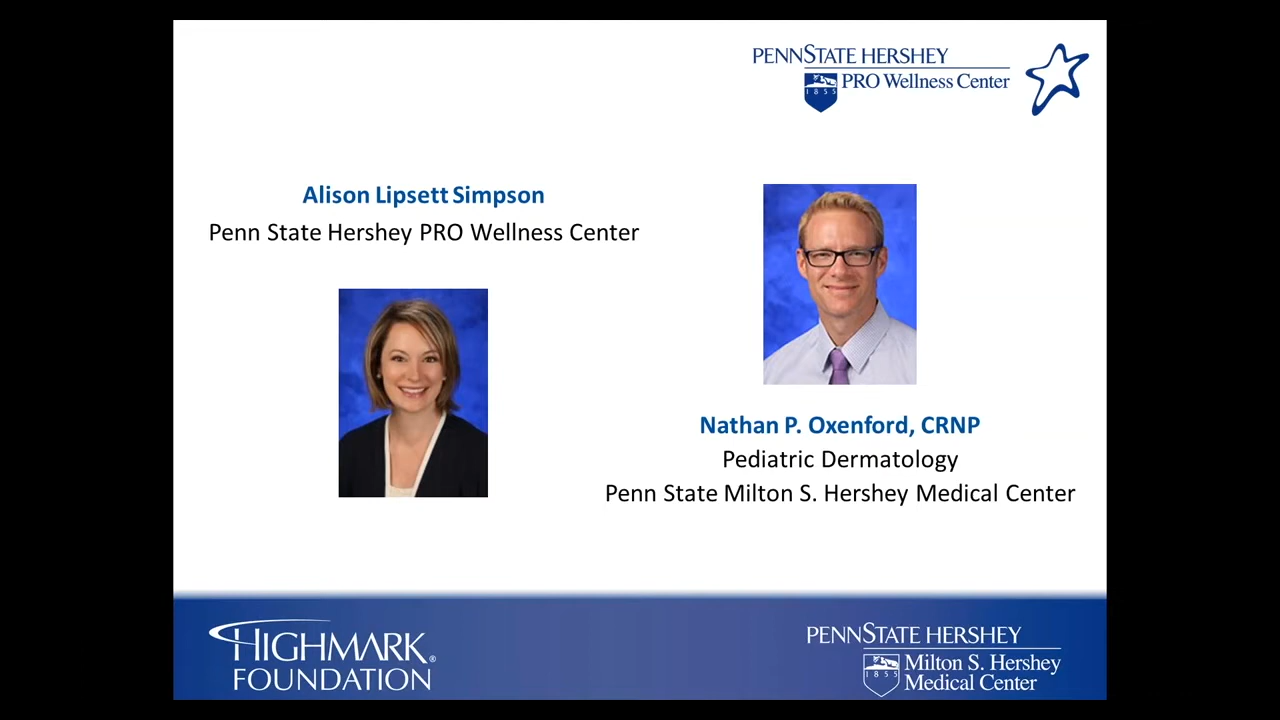 PENNSTATE HERSHEY
PRO Wellness Center
1855
Alison Lipsett Simpson
Penn State Hershey PRO Wellness Center
Nathan P. Oxenford, CRNP
Pediatric Dermatology
Penn State Milton S. Hershey Medical Center
HIGHMARK®
FOUNDATION
PENNSTATE HERSHEY
Milton S. Hershey
1855
Medical Center